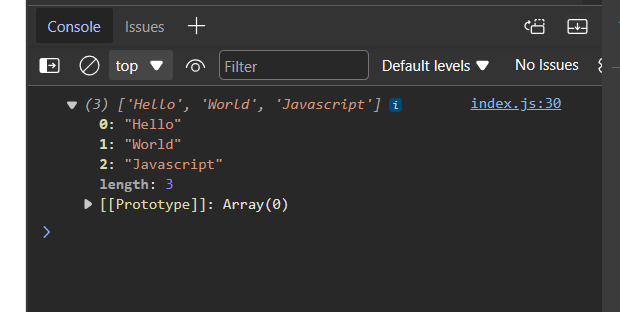 Console Issues
top Filter Default levels No Issues
(3) ['Hello', 'World', 'Javascript'] i index.js:30
0: "Hello"
1: "World"
2: "Javascript"
length: 3
[[Prototype]]: Array(0)